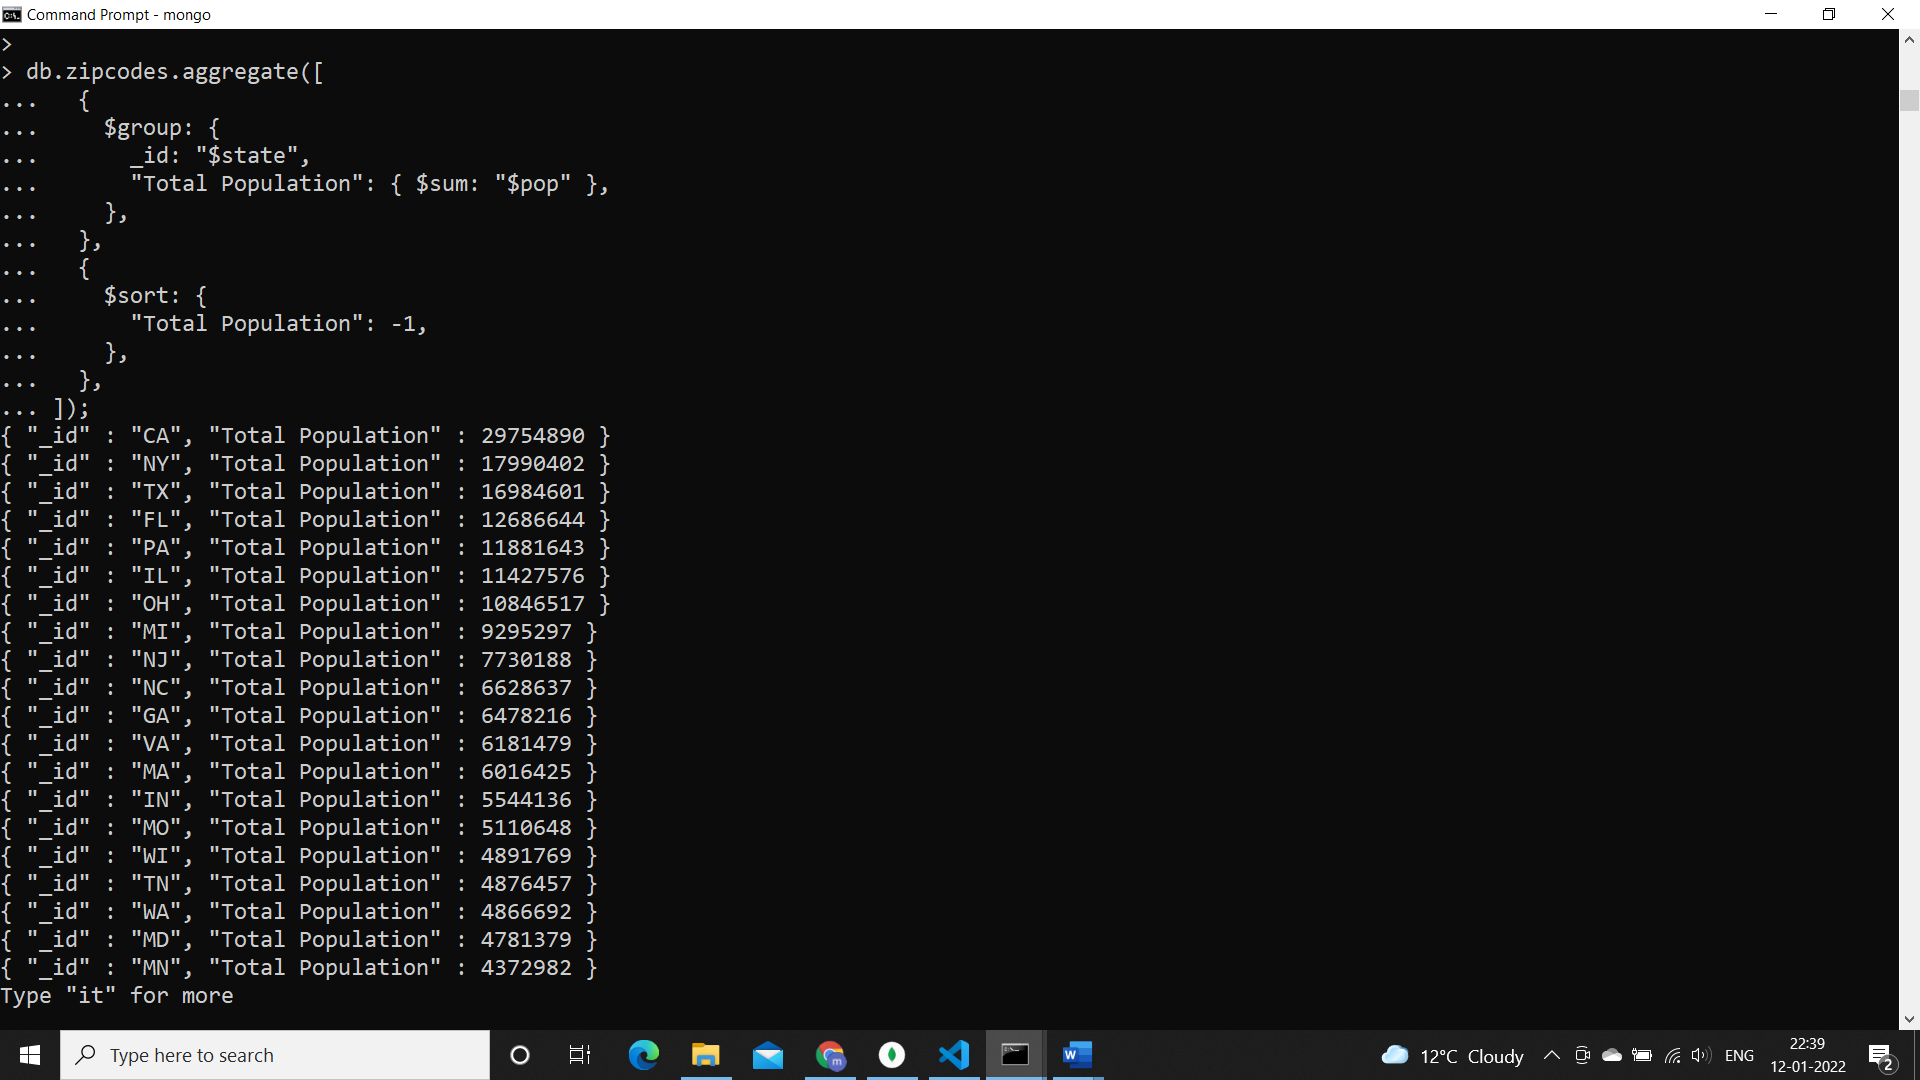 Command Prompt - mongo
>
> db.zipcodes.aggregate([
...   {
...     $group: {
...       _id: "$state",
...       "Total Population": { $sum: "$pop" },
...     },
...   },
...   {
...     $sort: {
...       "Total Population": -1,
...     },
...   },
... ]);
{ "_id" : "CA", "Total Population" : 29754890 }
{ "_id" : "NY", "Total Population" : 17990402 }
{ "_id" : "TX", "Total Population" : 16984601 }
{ "_id" : "FL", "Total Population" : 12686644 }
{ "_id" : "PA", "Total Population" : 11881643 }
{ "_id" : "IL", "Total Population" : 11427576 }
{ "_id" : "OH", "Total Population" : 10846517 }
{ "_id" : "MI", "Total Population" : 9295297 }
{ "_id" : "NJ", "Total Population" : 7730188 }
{ "_id" : "NC", "Total Population" : 6628637 }
{ "_id" : "GA", "Total Population" : 6478216 }
{ "_id" : "VA", "Total Population" : 6181479 }
{ "_id" : "MA", "Total Population" : 6016425 }
{ "_id" : "IN", "Total Population" : 5544136 }
{ "_id" : "MO", "Total Population" : 5110648 }
{ "_id" : "WI", "Total Population" : 4891769 }
{ "_id" : "TN", "Total Population" : 4876457 }
{ "_id" : "WA", "Total Population" : 4866692 }
{ "_id" : "MD", "Total Population" : 4781379 }
{ "_id" : "MN", "Total Population" : 4372982 }
Type "it" for more
Type here to search
12°C Cloudy
ENG
22:39
12-01-2022
2